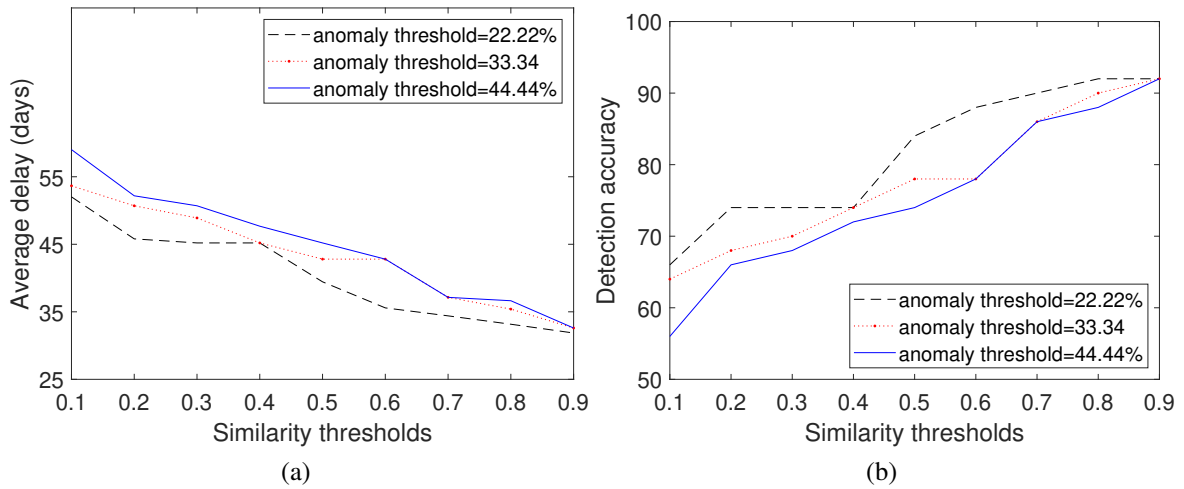 anomaly threshold=22.22%
anomaly threshold=33.34
anomaly threshold=44.44%
Average delay (days)
55
45
35
25
0.1 0.2 0.3 0.4 0.5 0.6 0.7 0.8 0.9
Similarity thresholds
(a)
100
90
80
70
60
50
Detection accuracy
anomaly threshold=22.22%
anomaly threshold=33.34
anomaly threshold=44.44%
0.1 0.2 0.3 0.4 0.5 0.6 0.7 0.8 0.9
Similarity thresholds
(b)